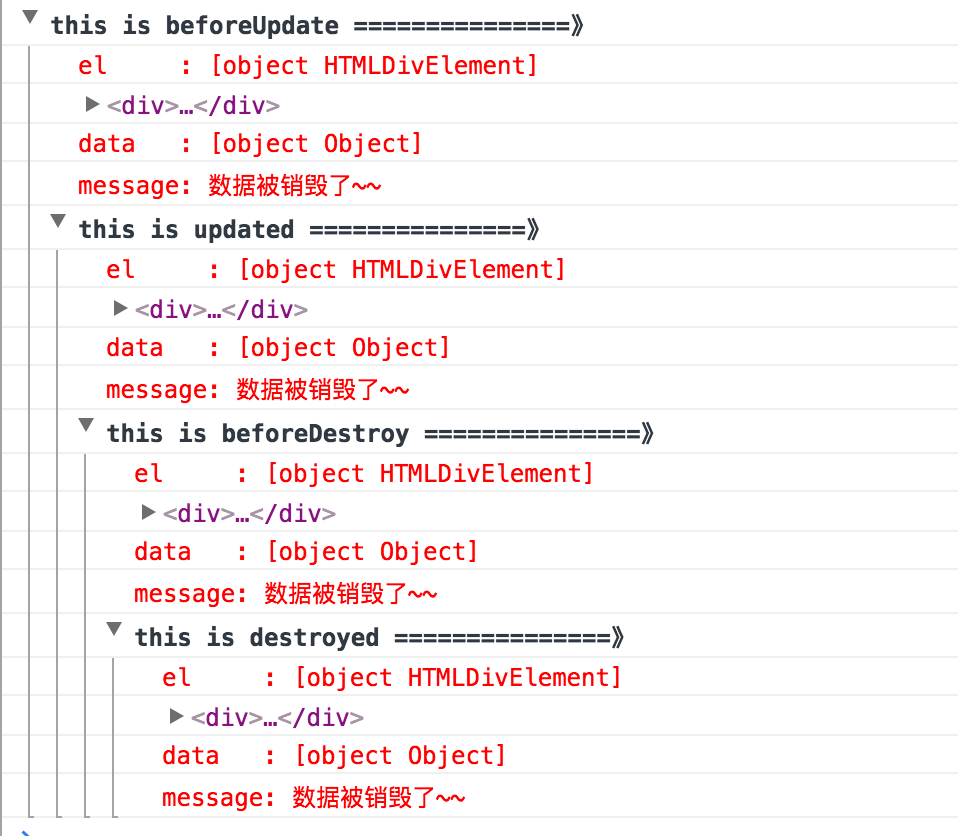 this is beforeUpdate ===============》
el     : [object HTMLDivElement]
<div>…</div>
data   : [object Object]
message: 数据被销毁了~~
this is updated ===============》
el     : [object HTMLDivElement]
<div>…</div>
data   : [object Object]
message: 数据被销毁了~~
this is beforeDestroy ===============》
el     : [object HTMLDivElement]
<div>…</div>
data   : [object Object]
message: 数据被销毁了~~
this is destroyed ===============》
el     : [object HTMLDivElement]
<div>…</div>
data   : [object Object]
message: 数据被销毁了~~